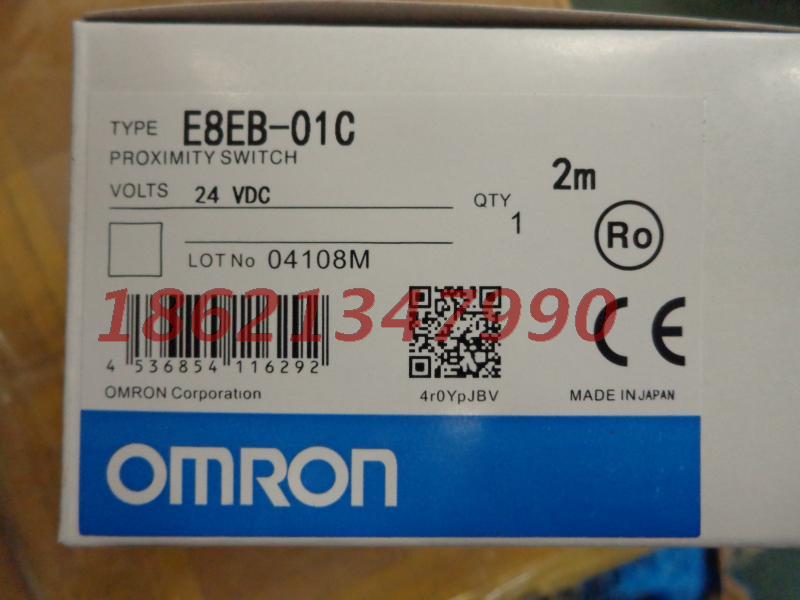 TYPE E8EB-01C
PROXIMITY SWITCH
VOLTS 24 VDC
QTY 1
2m
Ro
LOT No 04108M
18621347990
CE
4 536854 116292
4r0YpJBV
OMRON Corporation
MADE IN JAPAN
OMRON